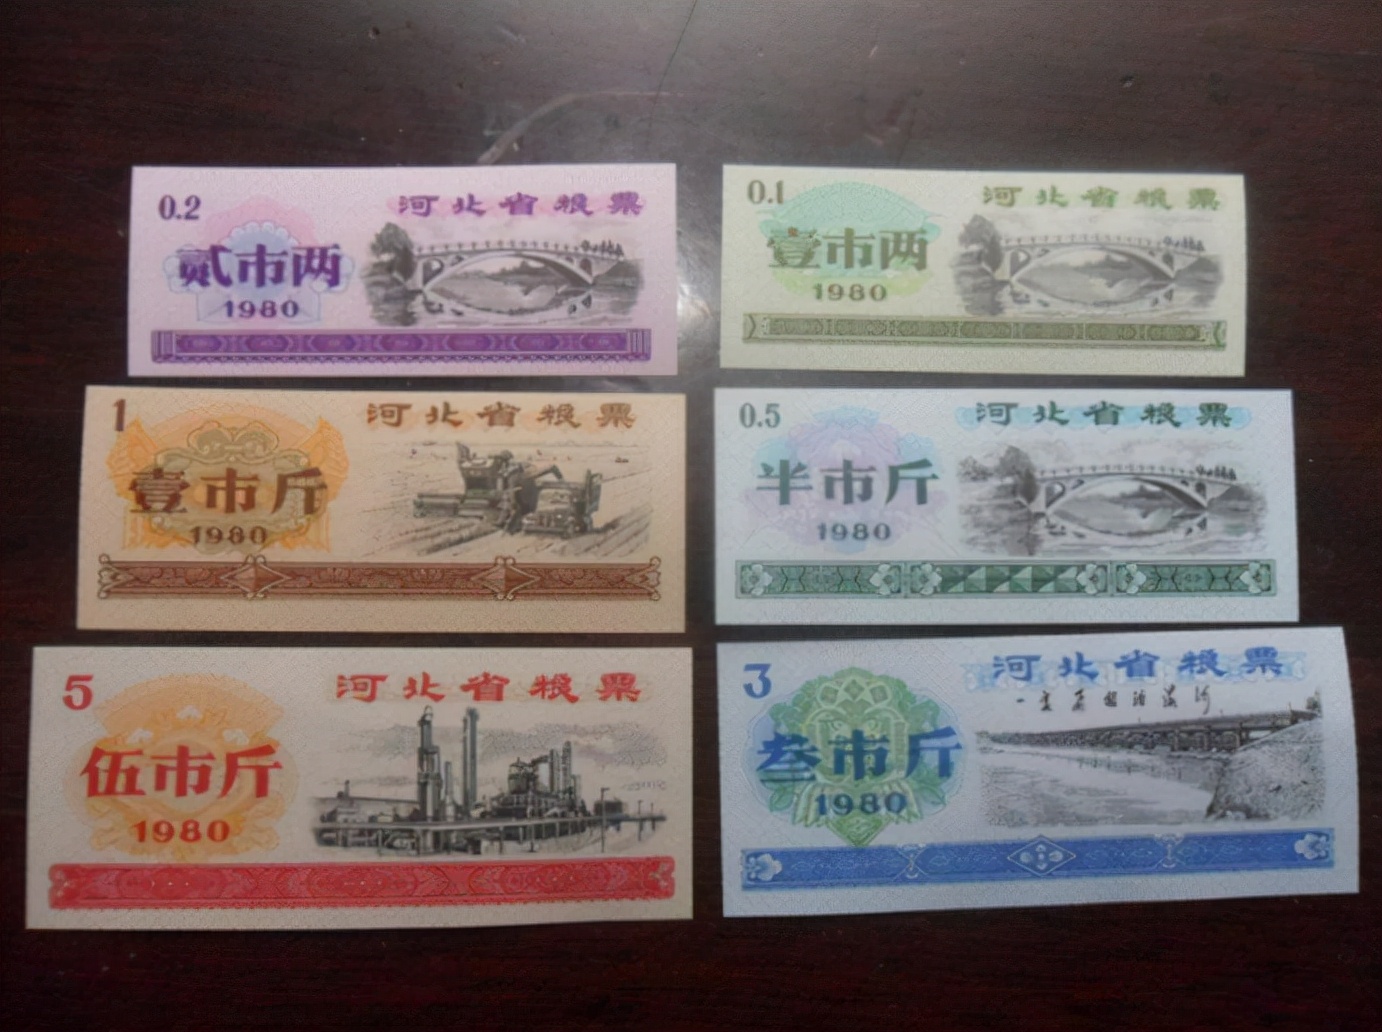 0.2
河北省粮票
贰市两
1980
0.1
河北省粮票
壹市两
1980
1
河北省粮票
壹市斤
1980
0.5
河北省粮票
半市斤
1980
5
河北省粮票
伍市斤
1980
3
河北省粮票
一定要根治海河
叁市斤
1980